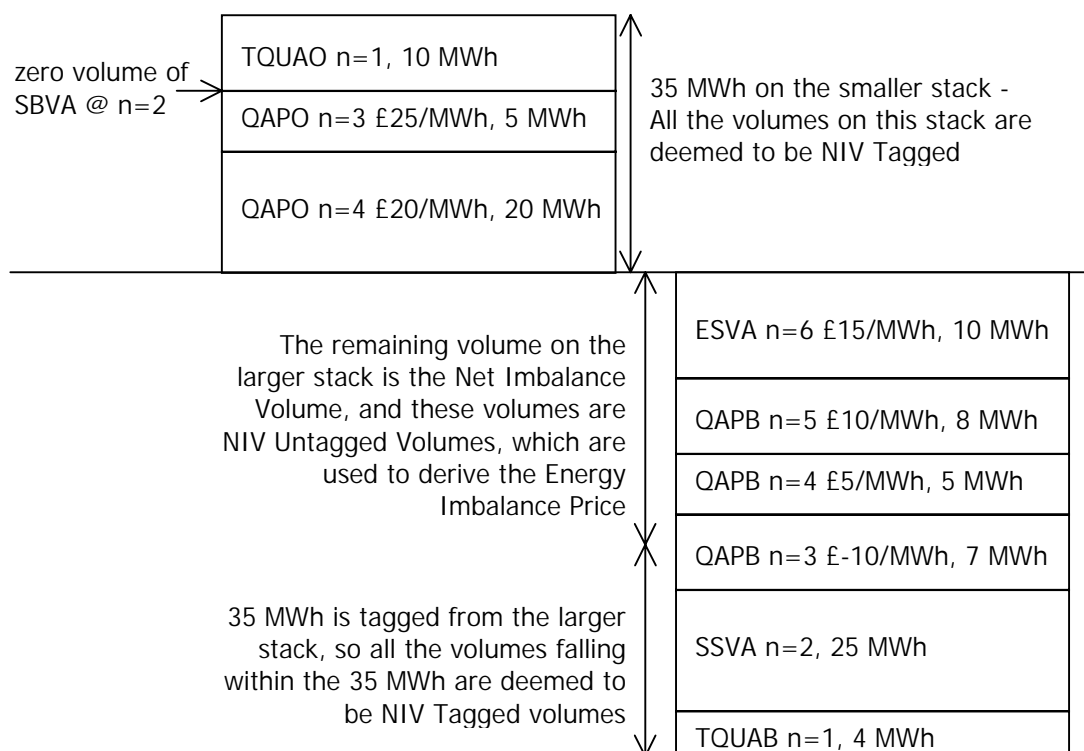 TQUAO n=1, 10 MWh
zero volume of
SBVA @ n=2
QAPO n=3 £25/MWh, 5 MWh
QAPO n=4 £20/MWh, 20 MWh
35 MWh on the smaller stack -
All the volumes on this stack are
deemed to be NIV Tagged
The remaining volume on the
larger stack is the Net Imbalance
Volume, and these volumes are
NIV Untagged Volumes, which are
used to derive the Energy
Imbalance Price
35 MWh is tagged from the larger
stack, so all the volumes falling
within the 35 MWh are deemed to
be NIV Tagged volumes
ESVA n=6 £15/MWh, 10 MWh
QAPB n=5 £10/MWh, 8 MWh
QAPB n=4 £5/MWh, 5 MWh
QAPB n=3 £-10/MWh, 7 MWh
SSVA n=2, 25 MWh
TQUAB n=1, 4 MWh